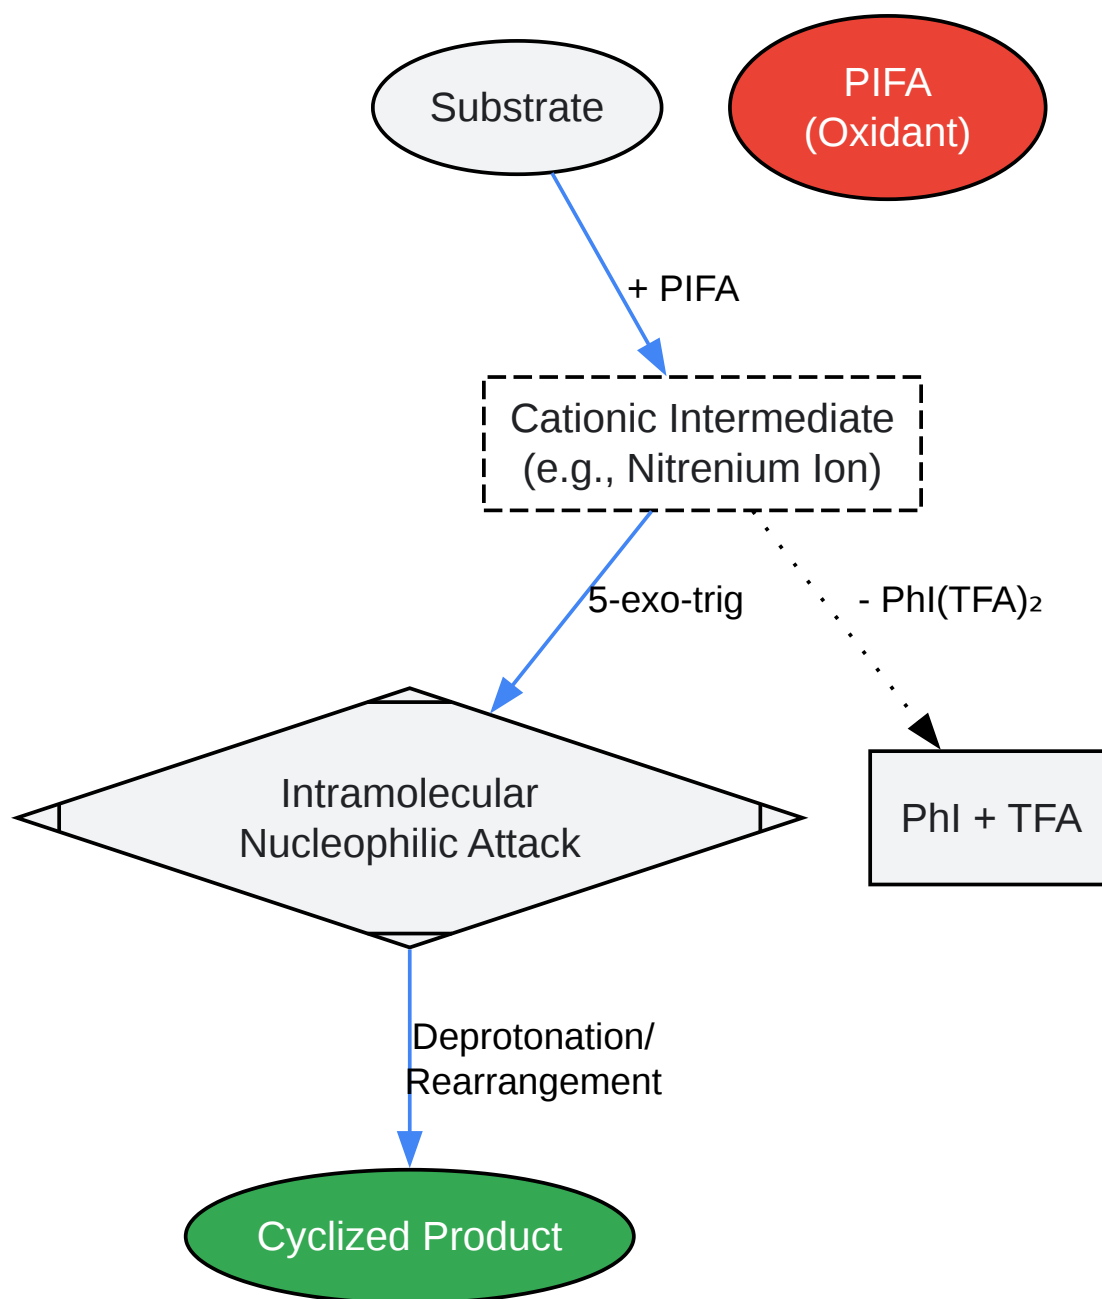 Substrate
PIFA
(Oxidant)
+ PIFA
Cationic Intermediate
(e.g., Nitrenium Ion)
5-exo-trig
- PhI(TFA)₂
Intramolecular
Nucleophilic Attack
PhI + TFA
Deprotonation/
Rearrangement
Cyclized Product